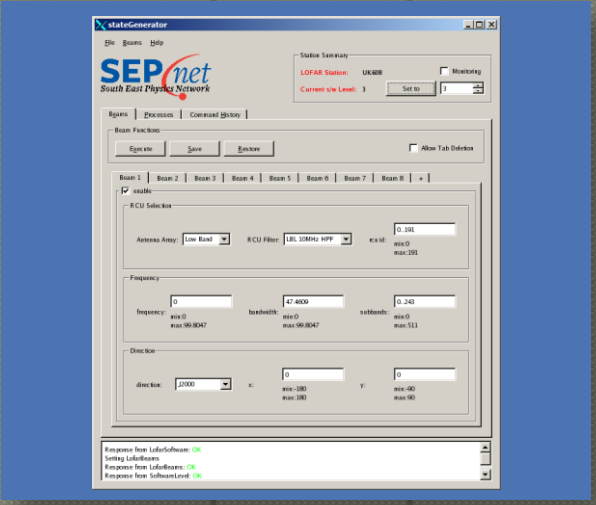 stateGenerator
File Beams Help
SEPnet
South East Physics Network
Station Summary
LOFAR Station: UK608
Monitoring
Current s/w Level: 3 Set to 3
Beams Processes Command History
Beam Functions
Execute Save Restore Allow Tab Deletion
Beam 1 Beam 2 Beam 3 Beam 4 Beam 5 Beam 6 Beam 7 Beam 8 +
enable
RCU Selection
Antenna Array: Low Band RCU Filter: LBL 10MHz HPF rcu id: 0..191
min:0
max:191
Frequency
frequency: 0 bandwidth: 47.4609 subbands: 0..243
min:0 min:0 min:0
max:99.8047 max:99.8047 max:511
Direction
direction: J2000 x: 0 y: 0
min:-180 min:-90
max:180 max:90
Response from LofarSoftware: OK
Setting LofarBeams
Response from LofarBeams: OK
Response from SoftwareLevel: OK